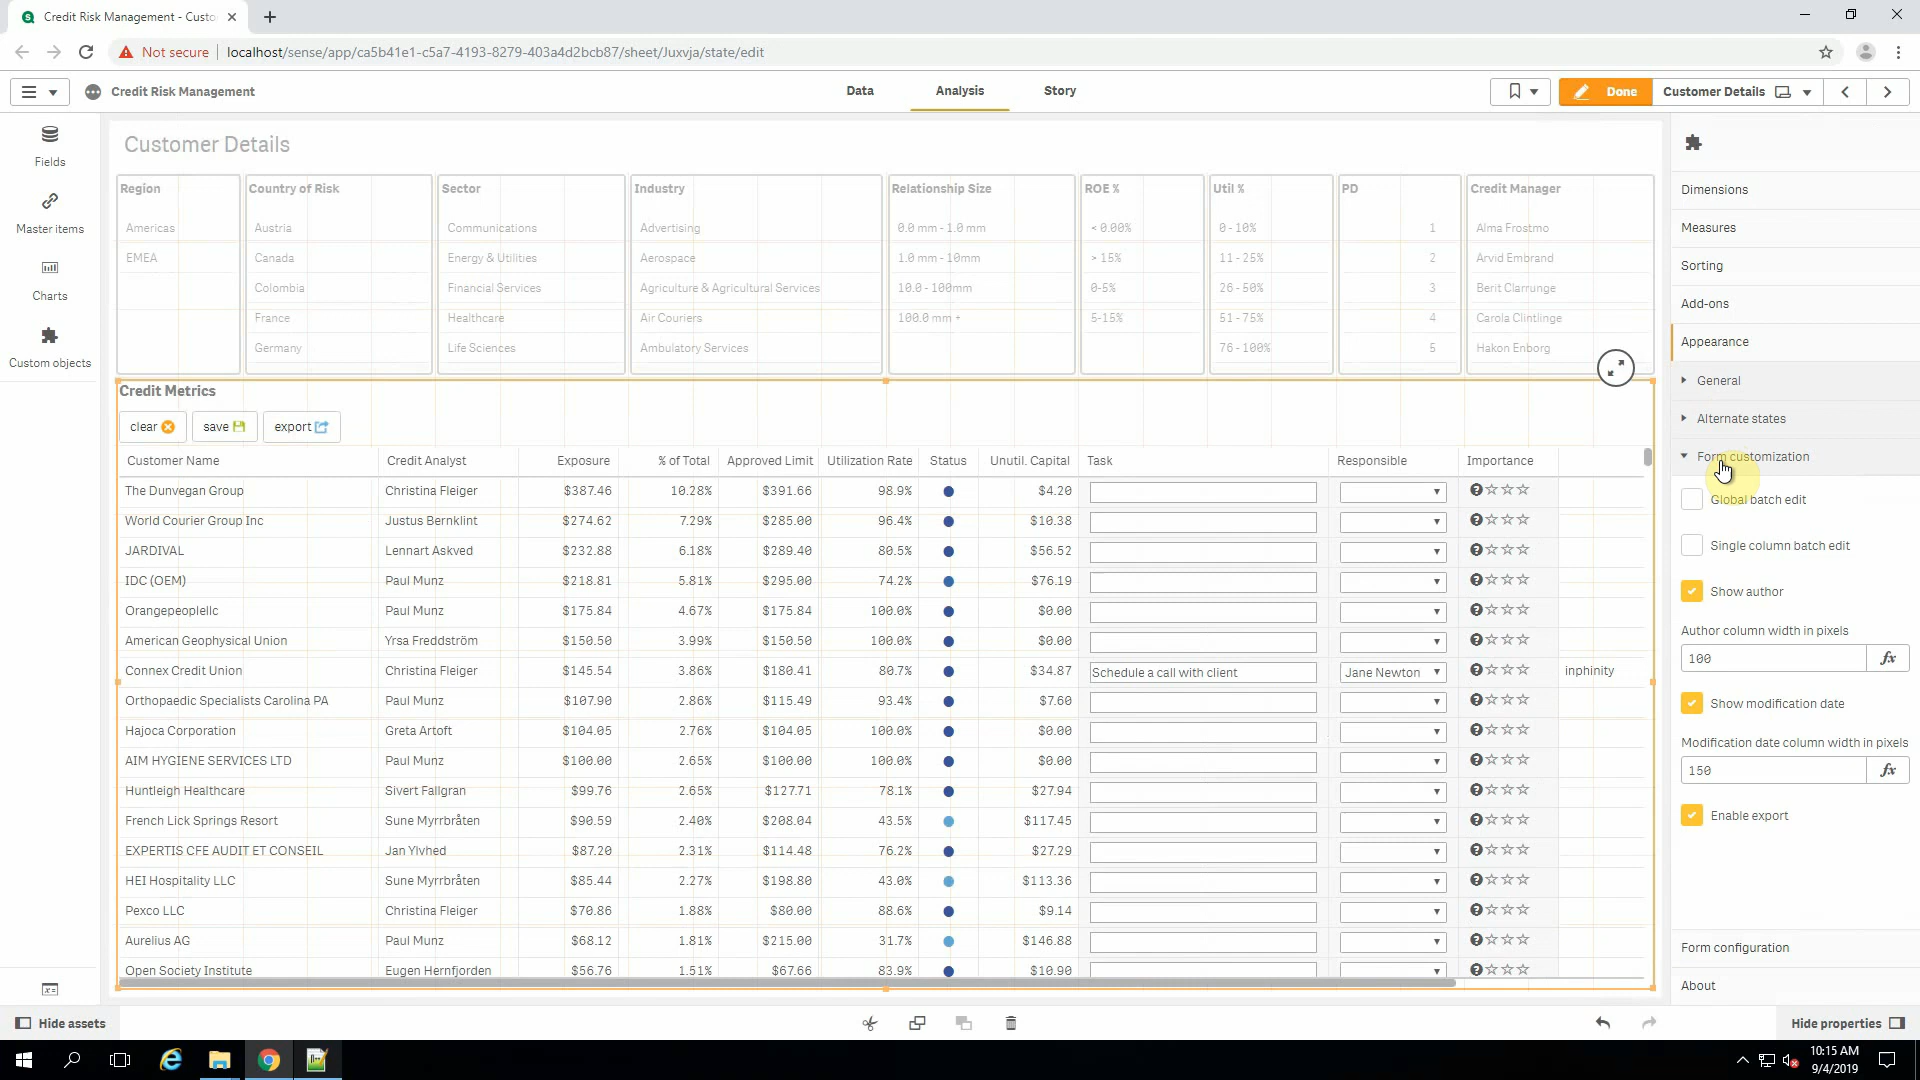 Credit Risk Management - Custo
Not secure
localhost/sense/app/ca5b41e1-c5a7-4193-8279-403a4d2bcb87/sheet/Juxvja/state/edit
Credit Risk Management
Data
Analysis
Story
Done
Customer Details
Fields
Master items
Charts
Custom objects
Customer Details
Region Country of Risk Sector Industry Relationship Size ROE % Util % PD Credit Manager
Americas Austria Communications Advertising 0.0 mm - 1.0 mm < 0.00% 0 - 10% 1 Alma Frostmo
EMEA Canada Energy & Utilities Aerospace 1.0 mm - 10mm > 15% 11 - 25% 2 Arvid Embrand
Colombia Financial Services Agriculture & Agricultural Services 10.0 - 100mm 0-5% 26 - 50% 3 Berit Clarrunge
France Healthcare Air Couriers 100.0 mm + 5-15% 51 - 75% 4 Carola Clintlinge
Germany Life Sciences Ambulatory Services 76 - 100% 5 Hakon Enborg
Credit Metrics
clear save export
Customer Name Credit Analyst Exposure % of Total Approved Limit Utilization Rate Status Unutil. Capital Task Responsible Importance
The Dunvegan Group Christina Fleiger $387.46 10.28% $391.66 98.9% $4.20
World Courier Group Inc Justus Bernklint $274.62 7.29% $285.00 96.4% $10.38
JARDIVAL Lennart Askved $232.88 6.18% $289.40 80.5% $56.52
IDC (OEM) Paul Munz $218.81 5.81% $295.00 74.2% $76.19
Orangepeoplellc Paul Munz $175.84 4.67% $175.84 100.0% $0.00
American Geophysical Union Yrsa Freddström $150.50 3.99% $150.50 100.0% $0.00
Connex Credit Union Christina Fleiger $145.54 3.86% $180.41 80.7% $34.87 Schedule a call with client Jane Newton inphinity
Orthopaedic Specialists Carolina PA Paul Munz $107.90 2.86% $115.49 93.4% $7.60
Hajoca Corporation Greta Artoft $104.05 2.76% $104.05 100.0% $0.00
AIM HYGIENE SERVICES LTD Paul Munz $100.00 2.65% $100.00 100.0% $0.00
Huntleigh Healthcare Sivert Fallgran $99.76 2.65% $127.71 78.1% $27.94
French Lick Springs Resort Sune Myrrbråten $90.59 2.40% $208.04 43.5% $117.45
EXPERTIS CFE AUDIT ET CONSEIL Jan Ylvhed $87.20 2.31% $114.48 76.2% $27.29
HEI Hospitality LLC Sune Myrrbråten $85.44 2.27% $198.80 43.0% $113.36
Pexco LLC Christina Fleiger $70.86 1.88% $80.00 88.6% $9.14
Aurelius AG Paul Munz $68.12 1.81% $215.00 31.7% $146.88
Open Society Institute Eugen Hernfjorden $56.76 1.51% $67.66 83.9% $10.90
Dimensions
Measures
Sorting
Add-ons
Appearance
General
Alternate states
Form customization
Global batch edit
Single column batch edit
Show author
Author column width in pixels
100
fx
Show modification date
Modification date column width in pixels
150
fx
Enable export
Form configuration
About
Hide assets
Hide properties
10:15 AM
9/4/2019